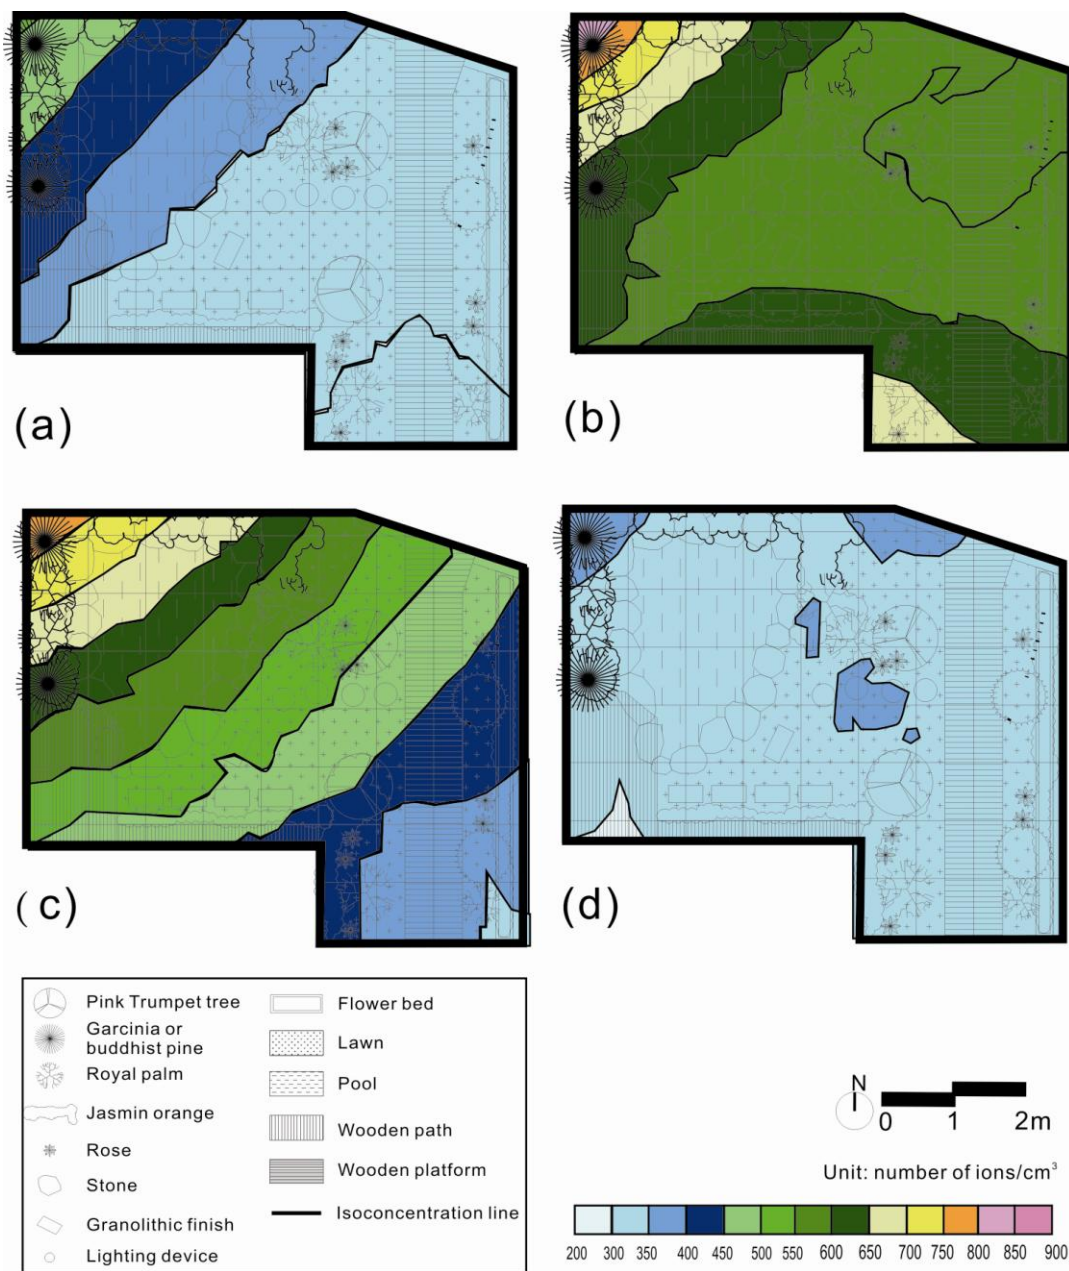 (a)
(b)
(c)
(d)
Pink Trumpet tree
Garcinia or
buddhist pine
Royal palm
Jasmin orange
Rose
Stone
Granolithic finish
Lighting device
Flower bed
Lawn
Pool
Wooden path
Wooden platform
Isoconcentration line
N
0 1 2m
Unit: number of ions/cm³
200 300 350 400 450 500 550 600 650 700 750 800 850 900